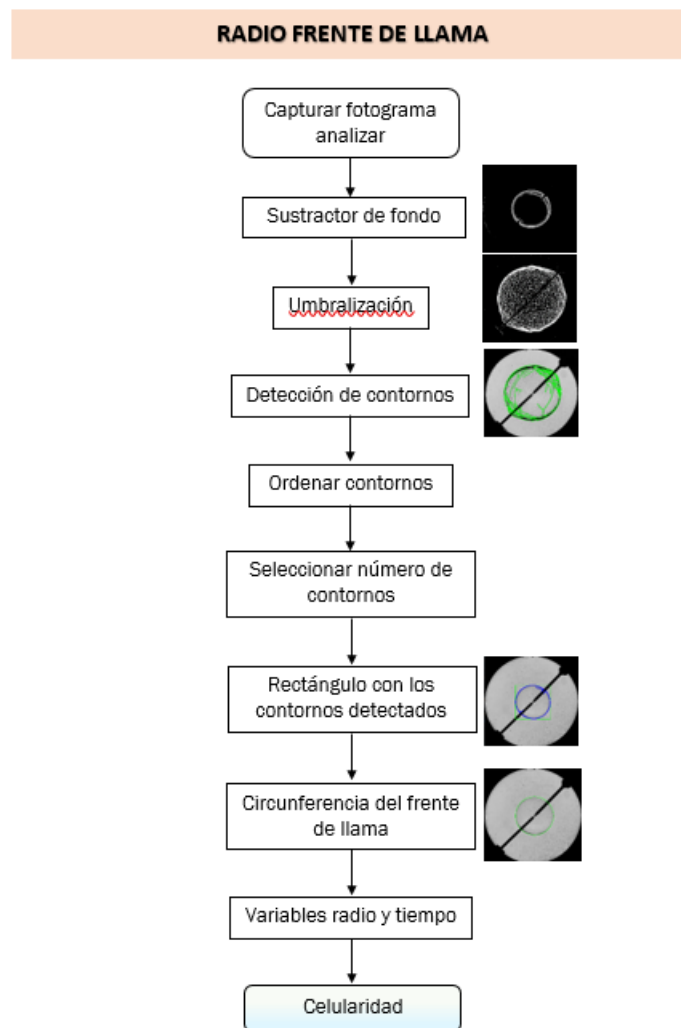 RADIO FRENTE DE LLAMA
Capturar fotograma
analizar
Sustractor de fondo
Umbralización
Detección de contornos
Ordenar contornos
Seleccionar número de
contornos
Rectángulo con los
contornos detectados
Circunferencia del frente
de llama
Variables radio y tiempo
Celularidad